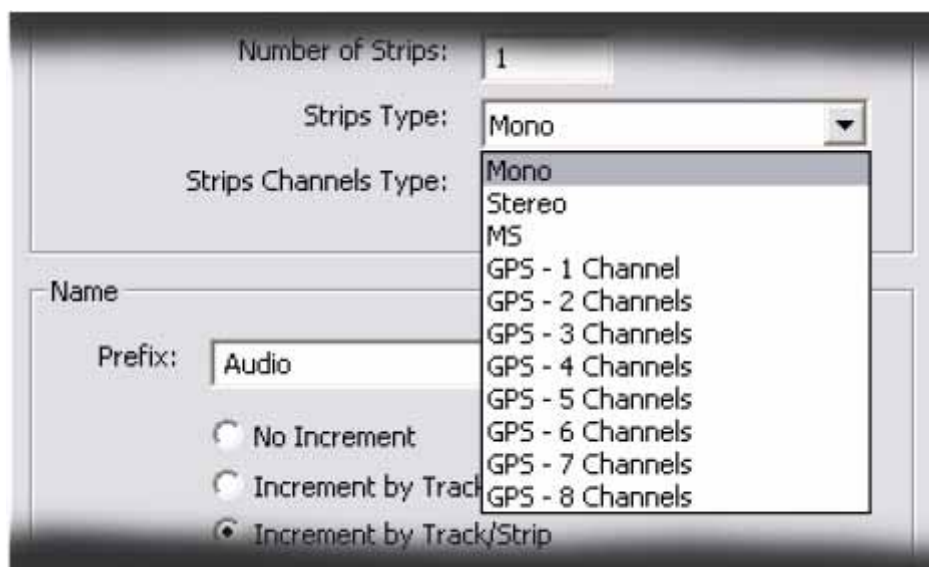 Number of Strips: 1
Strips Type: Mono
Strips Channels Type:
Mono
Stereo
MS
GPS - 1 Channel
GPS - 2 Channels
GPS - 3 Channels
GPS - 4 Channels
GPS - 5 Channels
GPS - 6 Channels
GPS - 7 Channels
GPS - 8 Channels
Name
Prefix: Audio
No Increment
Increment by Track
Increment by Track/Strip